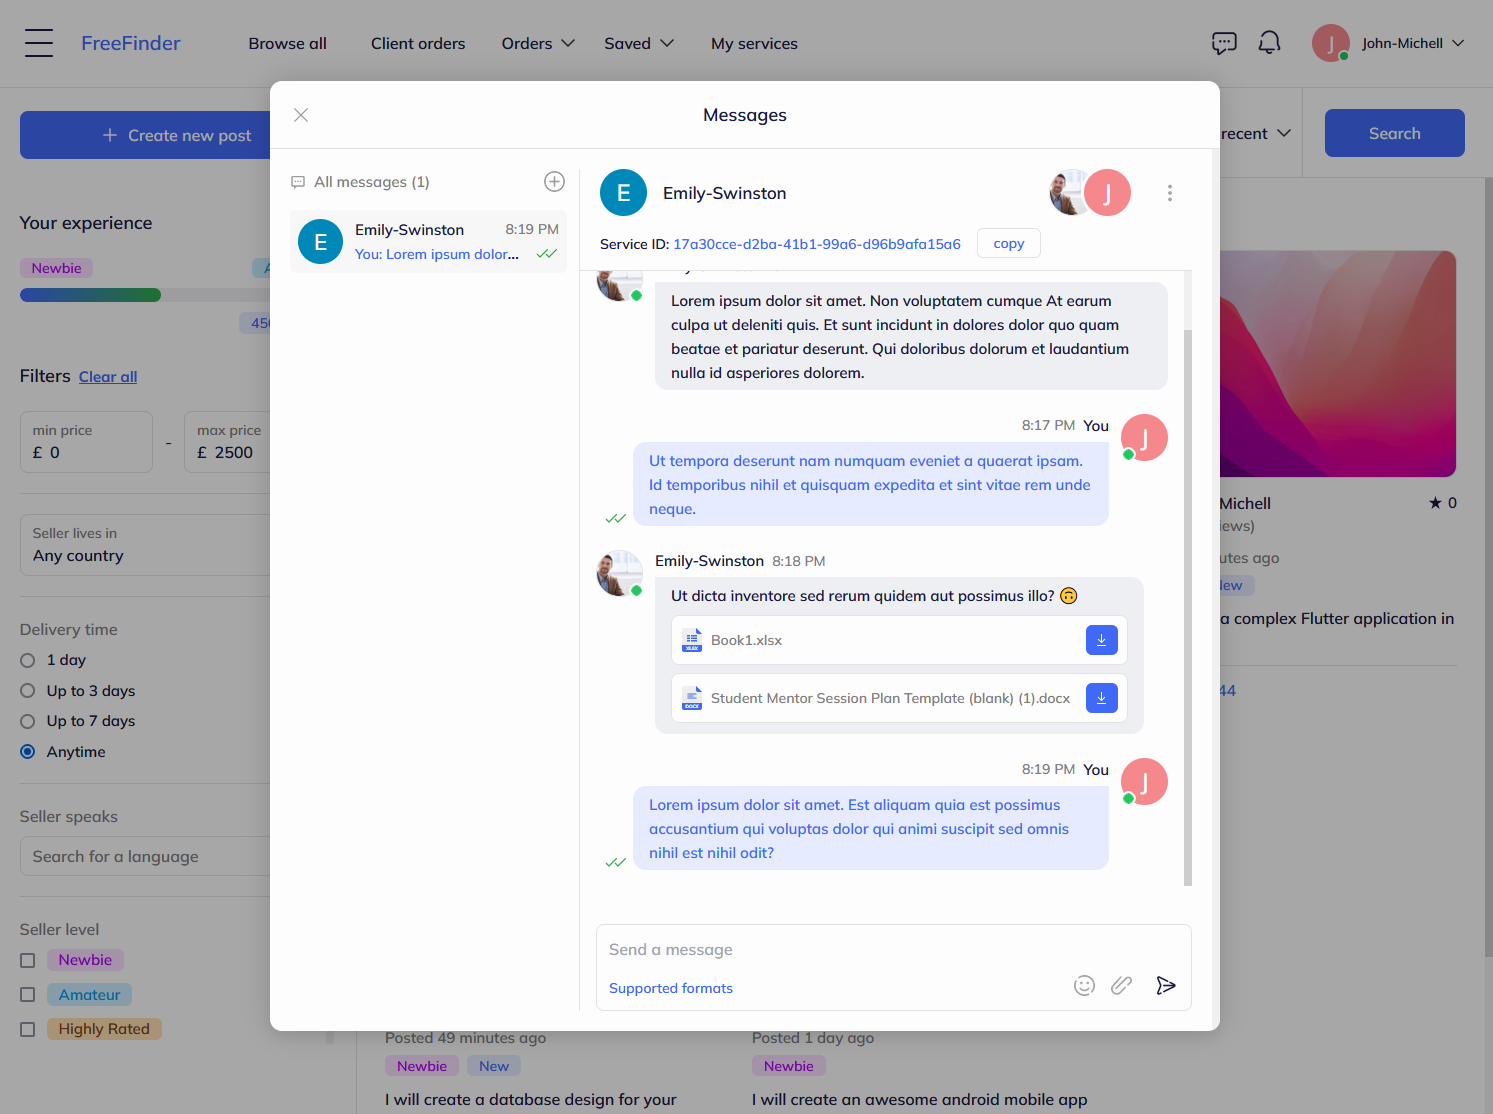 FreeFinder
Browse all
Client orders
Orders
Saved
My services
J
John-Michell
Create new post
recent
Search
Your experience
Newbie
Filters
Clear all
min price
£ 0
-
max price
£ 2500
Seller lives in
Any country
Delivery time
1 day
Up to 3 days
Up to 7 days
Anytime
Seller speaks
Search for a language
Seller level
Newbie
Amateur
Highly Rated
Messages
All messages (1)
E
Emily-Swinston
8:19 PM
You: Lorem ipsum dolor...
E
Emily-Swinston
J
Service ID: 17a30cce-d2ba-41b1-99a6-d96b9afa15a6
copy
Lorem ipsum dolor sit amet. Non voluptatem cumque At earum
culpa ut deleniti quis. Et sunt incidunt in dolores dolor quo quam
beatae et pariatur deserunt. Qui doloribus dolorum et laudantium
nulla id asperiores dolorem.
8:17 PM You
J
Ut tempora deserunt nam numquam eveniet a quaerat ipsam.
Id temporibus nihil et quisquam expedita et sint vitae rem unde
neque.
Emily-Swinston 8:18 PM
Ut dicta inventore sed rerum quidem aut possimus illo? 🙃
XLSX
Book1.xlsx
DOCX
Student Mentor Session Plan Template (blank) (1).docx
8:19 PM You
J
Lorem ipsum dolor sit amet. Est aliquam quia est possimus
accusantium qui voluptas dolor qui animi suscipit sed omnis
nihil est nihil odit?
Send a message
Supported formats
Michell
★ 0
iews)
utes ago
New
a complex Flutter application in
44
Posted 49 minutes ago
Newbie
New
I will create a database design for your
Posted 1 day ago
Newbie
I will create an awesome android mobile app